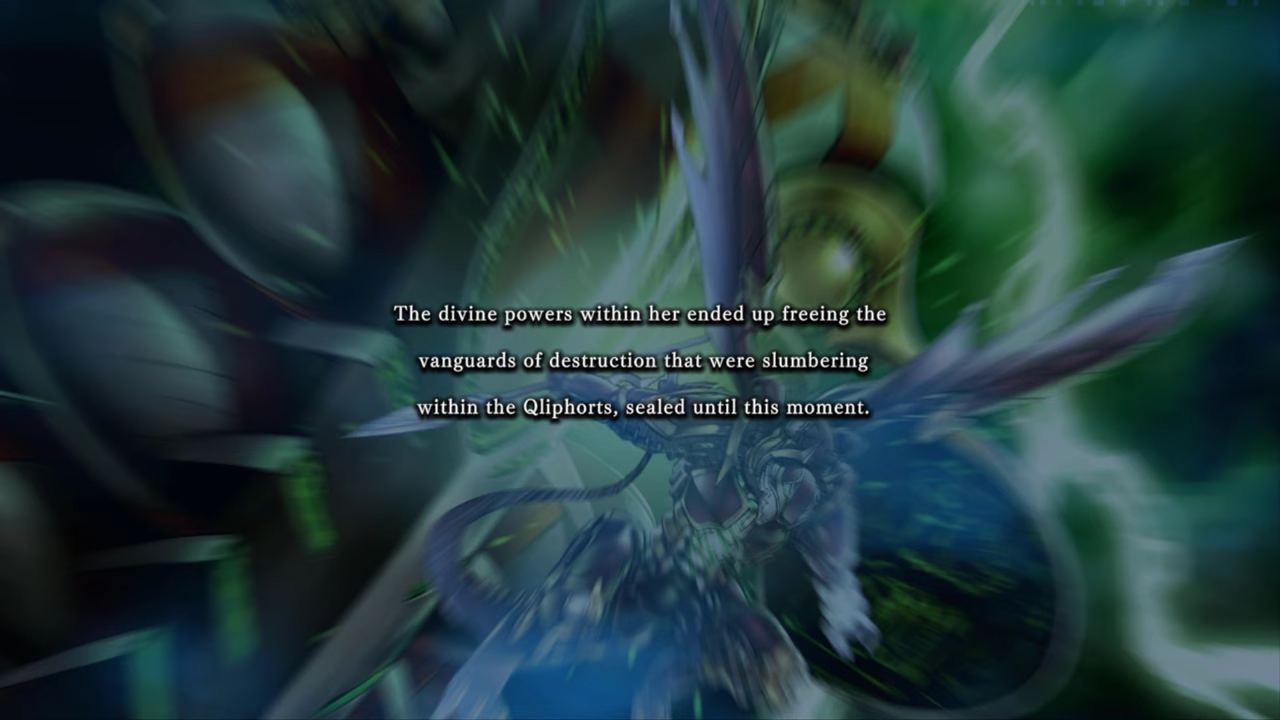 The divine powers within her ended up freeing the
vanguards of destruction that were slumbering
within the Qliphorts, sealed until this moment.